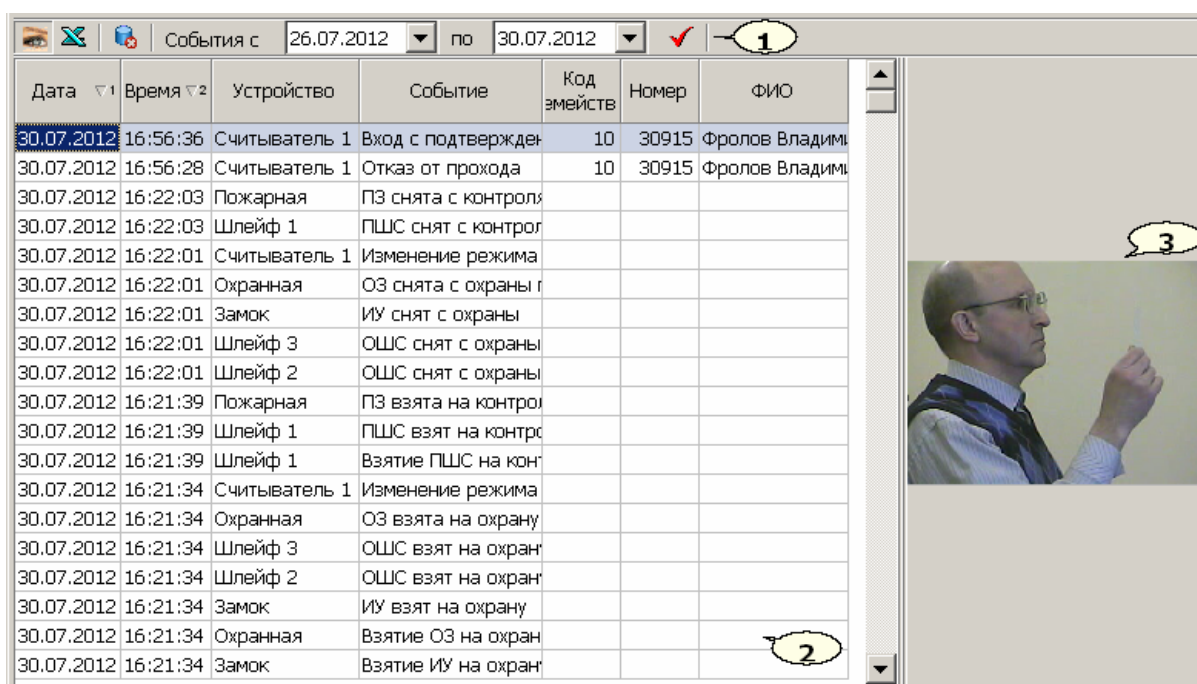 События с 26.07.2012 по 30.07.2012 1
Дата 1 Время 2 Устройство Событие Код емейств Номер ФИО
30.07.2012 16:56:36 Считыватель 1 Вход с подтвержден 10 30915 Фролов Владими
30.07.2012 16:56:28 Считыватель 1 Отказ от прохода 10 30915 Фролов Владими
30.07.2012 16:22:03 Пожарная ПЗ снята с контроля
30.07.2012 16:22:03 Шлейф 1 ПШС снят с контрол
30.07.2012 16:22:01 Считыватель 1 Изменение режима
3
30.07.2012 16:22:01 Охранная ОЗ снята с охраны п
30.07.2012 16:22:01 Замок ИУ снят с охраны
30.07.2012 16:22:01 Шлейф 3 ОШС снят с охраны
30.07.2012 16:22:01 Шлейф 2 ОШС снят с охраны
30.07.2012 16:21:39 Пожарная ПЗ взята на контрол
30.07.2012 16:21:39 Шлейф 1 ПШС взят на контро
30.07.2012 16:21:39 Шлейф 1 Взятие ПШС на конт
30.07.2012 16:21:34 Считыватель 1 Изменение режима
30.07.2012 16:21:34 Охранная ОЗ взята на охрану
30.07.2012 16:21:34 Шлейф 3 ОШС взят на охран
30.07.2012 16:21:34 Шлейф 2 ОШС взят на охран
30.07.2012 16:21:34 Замок ИУ взят на охрану
30.07.2012 16:21:34 Охранная Взятие ОЗ на охран
2
30.07.2012 16:21:34 Замок Взятие ИУ на охран